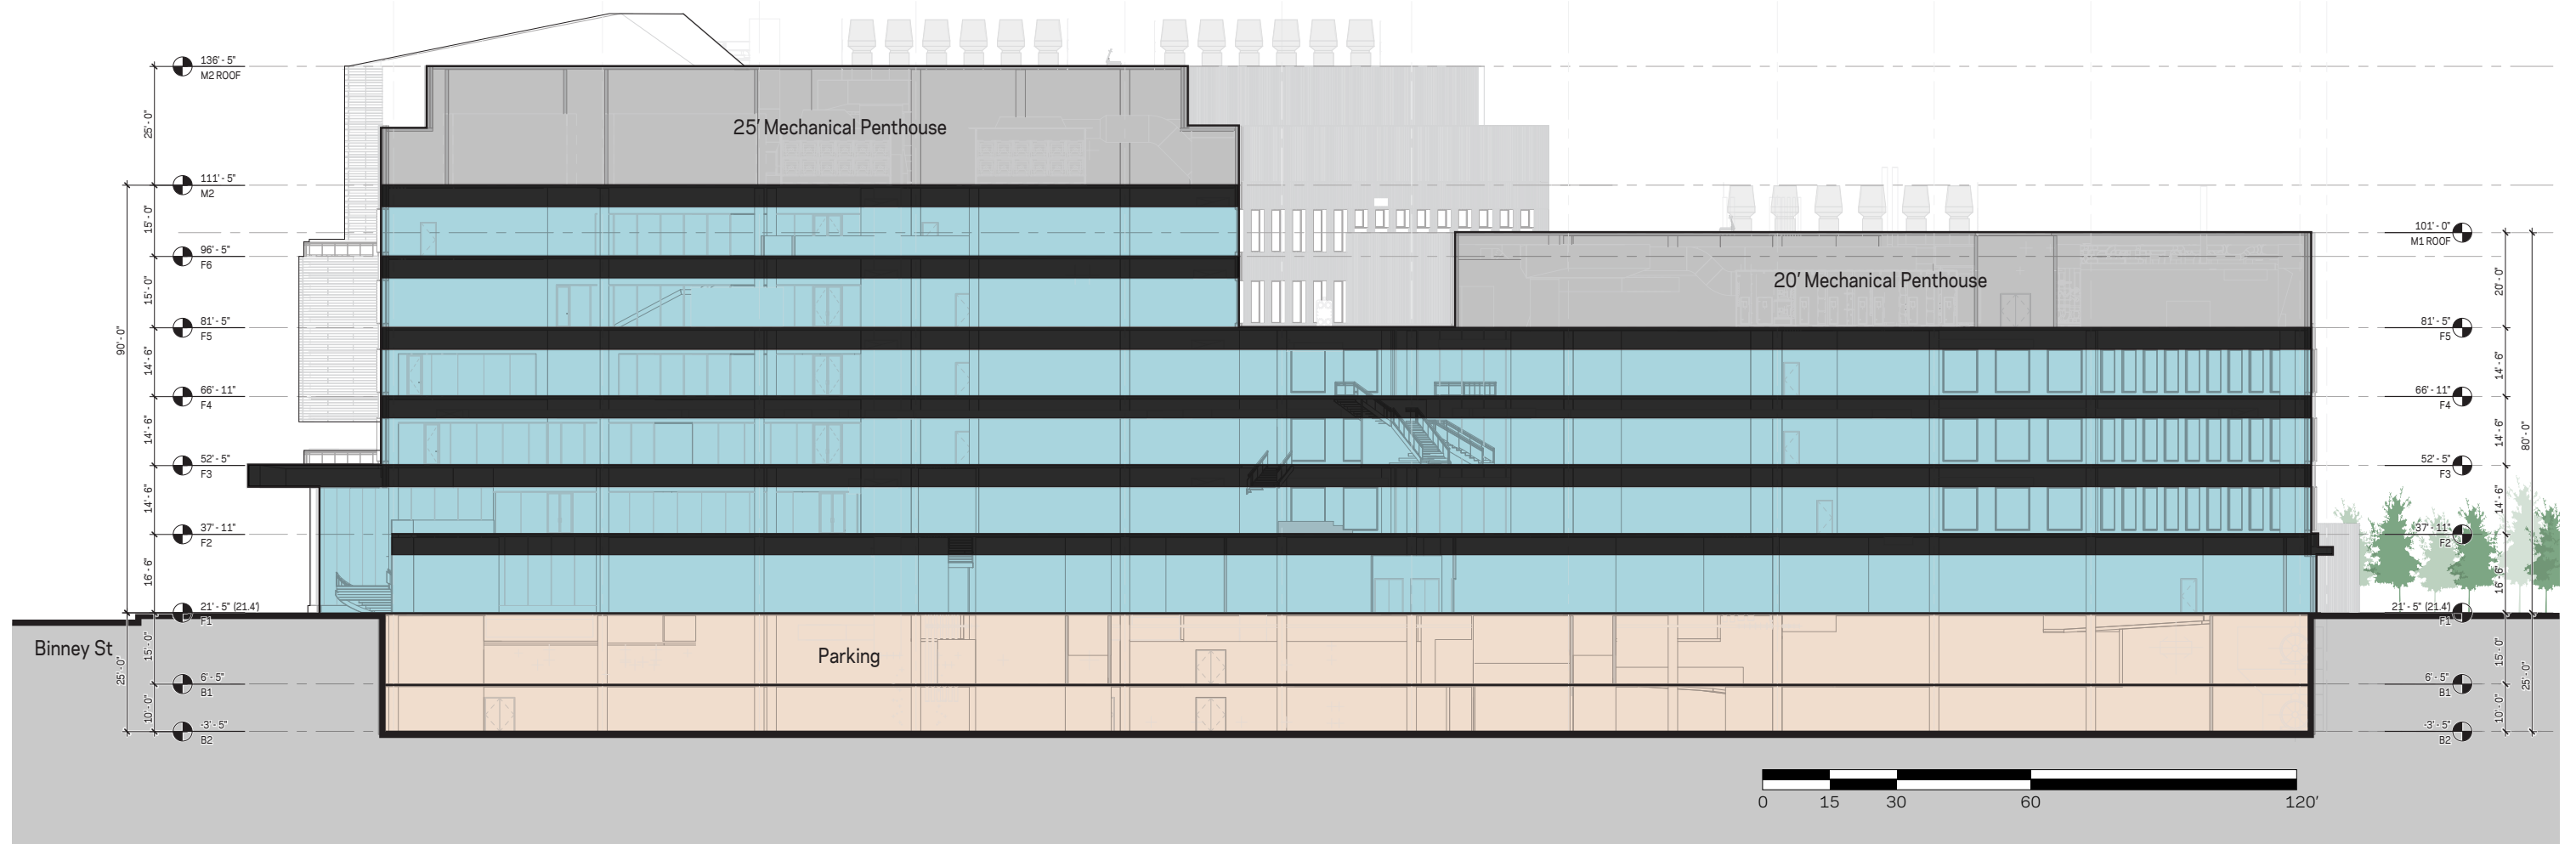 136' - 5"
M2 ROOF
25' - 0"
25' Mechanical Penthouse
111' - 5"
M2
15' - 0"
101' - 0"
M1 ROOF
96' - 5"
F6
20' Mechanical Penthouse
20' - 0"
15' - 0"
81' - 5"
F5
81' - 5"
F5
90' - 0"
14' - 6"
14' - 6"
66' - 11"
F4
66' - 11"
F4
14' - 6"
14' - 6"
80' - 0"
52' - 5"
F3
52' - 5"
F3
14' - 6"
14' - 6"
37' - 11"
F2
37' - 11"
F2
16' - 6"
16' - 6"
21' - 5" (21.4')
F1
21' - 5" (21.4')
F1
Binney St
15' - 0"
Parking
15' - 0"
25' - 0"
25' - 0"
6' - 5"
B1
6' - 5"
B1
10' - 0"
10' - 0"
-3' - 5"
B2
-3' - 5"
B2
0 15 30 60 120'